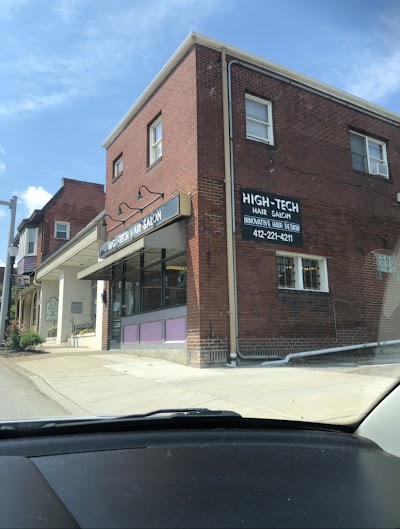 HIGH-TECH HAIR SALON
HIGH-TECH
HAIR SALON
INNOVATIVE HAIR DESIGN
412-221-4211